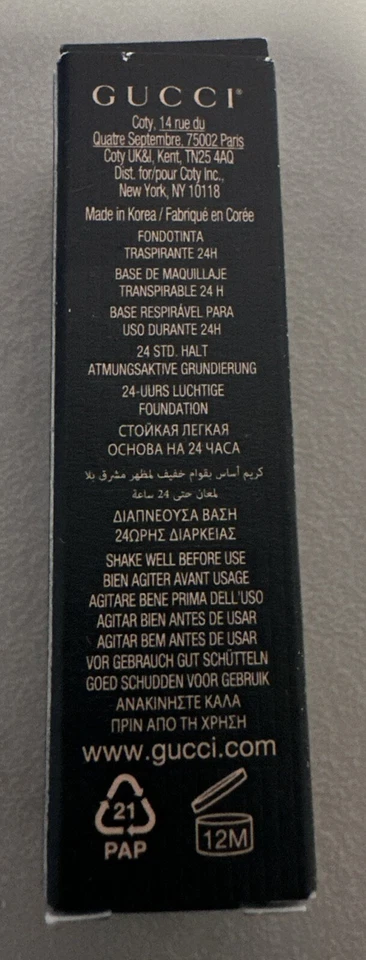 GUCCI®
Coty, 14 rue du
Quatre Septembre, 75002 Paris
Coty UK&I, Kent, TN25 4AQ
Dist. for/pour Coty Inc.,
New York, NY 10118
Made in Korea / Fabriqué en Corée
FONDOTINTA
TRASPIRANTE 24H
BASE DE MAQUILLAJE
TRANSPIRABLE 24 H
BASE RESPIRÁVEL PARA
USO DURANTE 24H
24 STD. HALT
ATMUNGSAKTIVE GRUNDIERUNG
24-UURS LUCHTIGE
FOUNDATION
СТОЙКАЯ ЛЕГКАЯ
ОСНОВА НА 24 ЧАСА
كريم أساس بقوام خفيف لمظهر مشرق بلا
لمعان حتى 24 ساعة
ΔΙΑΠΝΕΟΥΣΑ ΒΑΣΗ
24ΩΡΗΣ ΔΙΑΡΚΕΙΑΣ
SHAKE WELL BEFORE USE
BIEN AGITER AVANT USAGE
AGITARE BENE PRIMA DELL'USO
AGITAR BIEN ANTES DE USAR
AGITAR BEM ANTES DE USAR
VOR GEBRAUCH GUT SCHÜTTELN
GOED SCHUDDEN VOOR GEBRUIK
ΑΝΑΚΙΝΗΣΤΕ ΚΑΛΑ
ΠΡΙΝ ΑΠΟ ΤΗ ΧΡΗΣΗ
www.gucci.com
21
PAP
12M